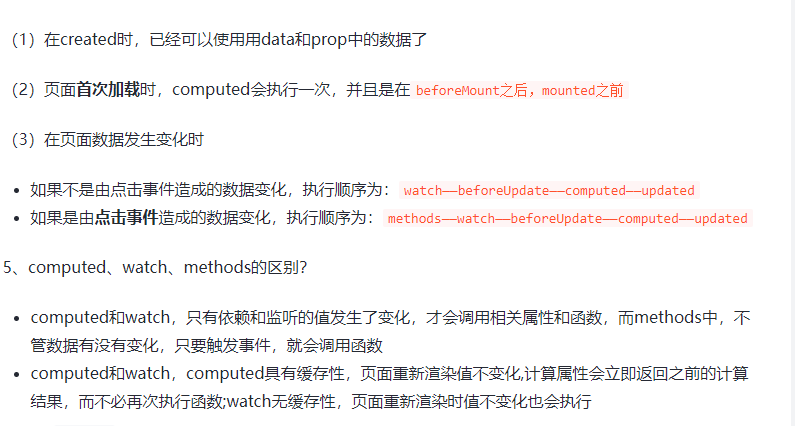 （1）在created时，已经可以使用用data和prop中的数据了
（2）页面首次加载时，computed会执行一次，并且是在 beforeMount之后，mounted之前
（3）在页面数据发生变化时
• 如果不是由点击事件造成的数据变化，执行顺序为： watch——beforeUpdate——computed——updated
• 如果是由点击事件造成的数据变化，执行顺序为： methods——watch——beforeUpdate——computed——updated
5、computed、watch、methods的区别？
• computed和watch，只有依赖和监听的值发生了变化，才会调用相关属性和函数，而methods中，不
管数据有没有变化，只要触发事件，就会调用函数
• computed和watch，computed具有缓存性，页面重新渲染值不变化,计算属性会立即返回之前的计算
结果，而不必再次执行函数;watch无缓存性，页面重新渲染时值不变化也会执行